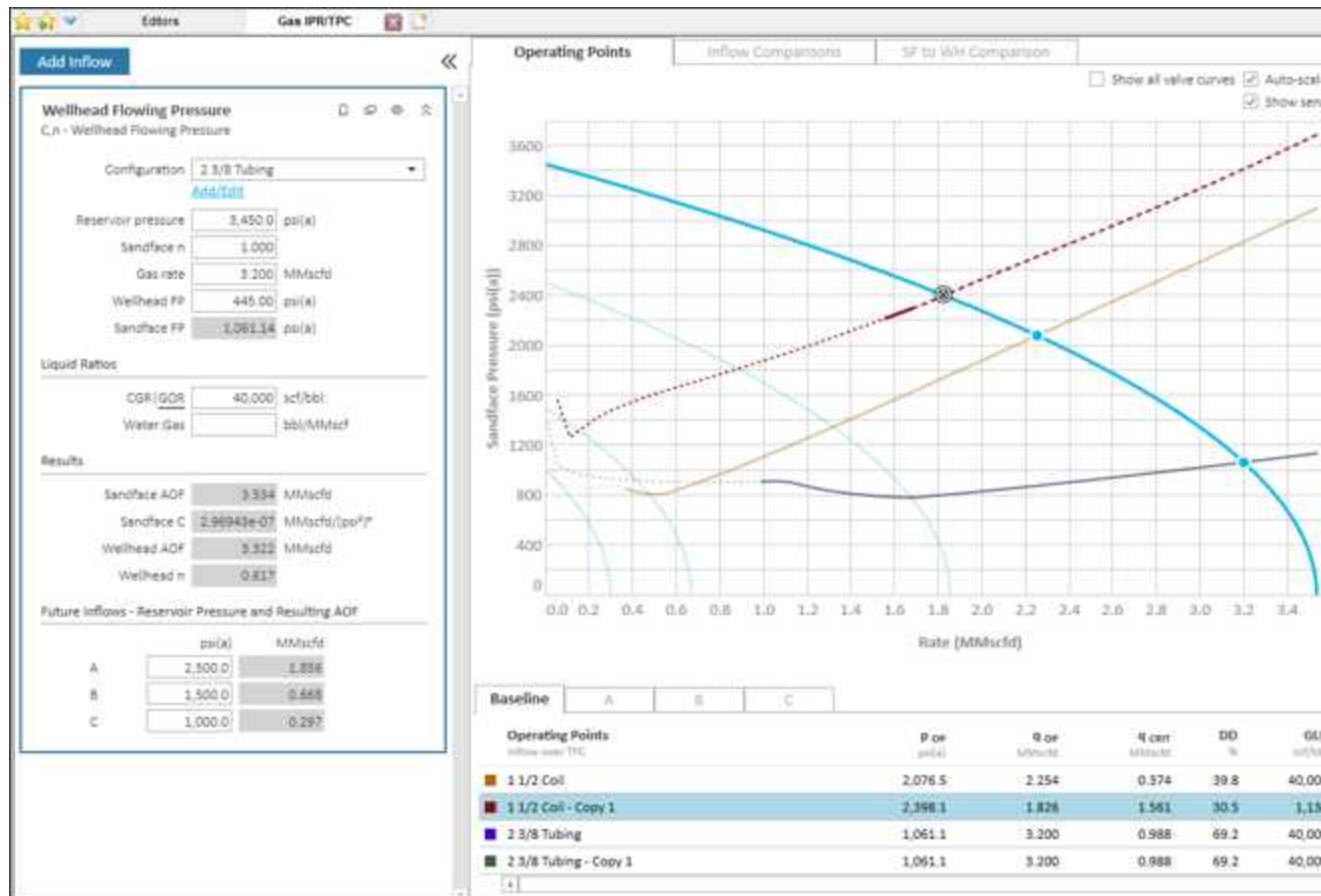 Editors Gas IPR/TPC
Add Inflow
Wellhead Flowing Pressure
C,n - Wellhead Flowing Pressure
Configuration 2 3/8 Tubing
Add/Edit
Reservoir pressure 3,450.0 psi(a)
Sandface n 1.000
Gas rate 3.200 MMscfd
Wellhead FP 445.00 psi(a)
Sandface FP 1,061.14 psi(a)
Liquid Ratios
CGR|GOR 40,000 scf/bbl
Water:Gas bbl/MMscf
Results
Sandface AOF 3.534 MMscfd
Sandface C 2.96943e-07 MMscfd/(psi²)ⁿ
Wellhead AOF 3.322 MMscfd
Wellhead n 0.617
Future Inflows - Reservoir Pressure and Resulting AOF
psi(a) MMscfd
A 2,500.0 1.856
B 1,500.0 0.668
C 1,000.0 0.297
Operating Points Inflow Comparisons SF to WH Comparison
Show all valve curves Auto-scal
Show sen
Sandface Pressure (psi(a))
3600
3200
2800
2400
2000
1600
1200
800
400
0
0.0 0.2 0.4 0.6 0.8 1.0 1.2 1.4 1.6 1.8 2.0 2.2 2.4 2.6 2.8 3.0 3.2 3.4
Rate (MMscfd)
Baseline A B C
Operating Points P OP q OP q CRIT DD GL
Inflow over TPC psi(a) MMscfd MMscfd %
1 1/2 Coil 2,076.5 2.254 0.374 39.8 40,00
1 1/2 Coil - Copy 1 2,398.1 1.826 1.561 30.5 1,13
2 3/8 Tubing 1,061.1 3.200 0.988 69.2 40,00
2 3/8 Tubing - Copy 1 1,061.1 3.200 0.988 69.2 40,00